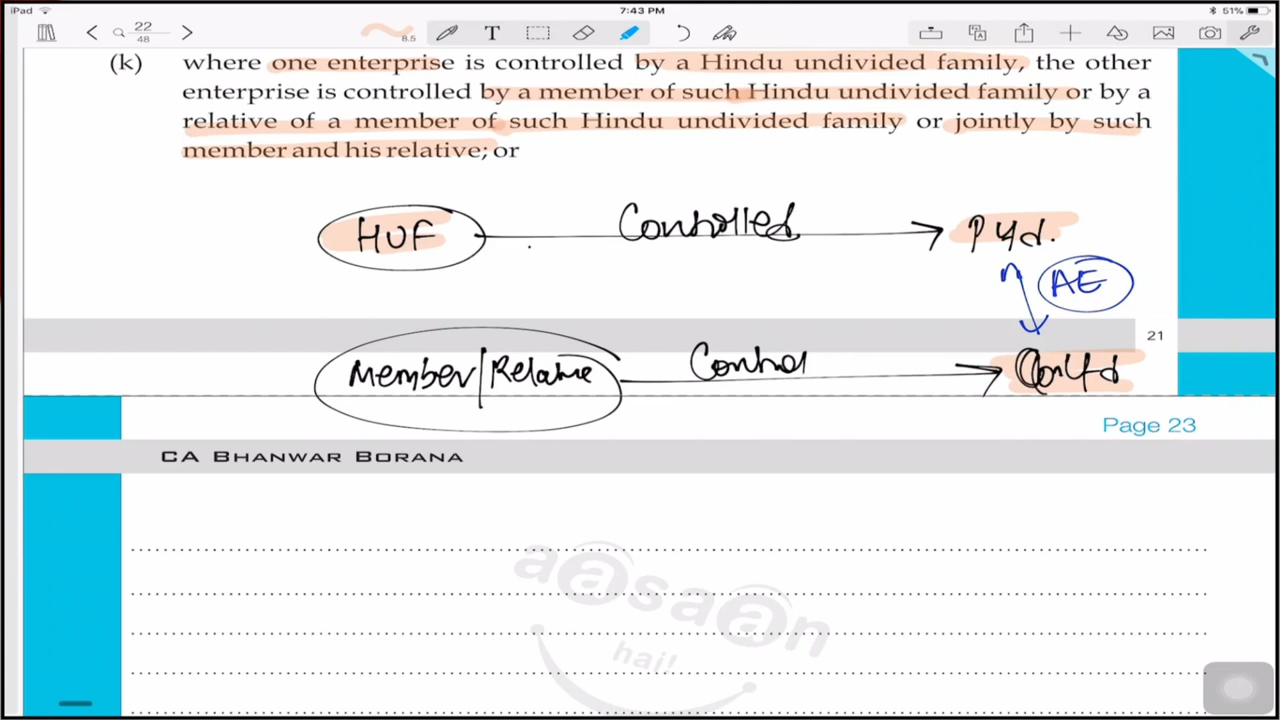 iPad
7:43 PM
51%
22
48
8.5
T
(k) where one enterprise is controlled by a Hindu undivided family, the other
enterprise is controlled by a member of such Hindu undivided family or by a
relative of a member of such Hindu undivided family or jointly by such
member and his relative; or
HUF Controlled P Ltd.
AE
21
Member/Relative Control
Page 23
CA BHANWAR BORANA
aasaan
hai!